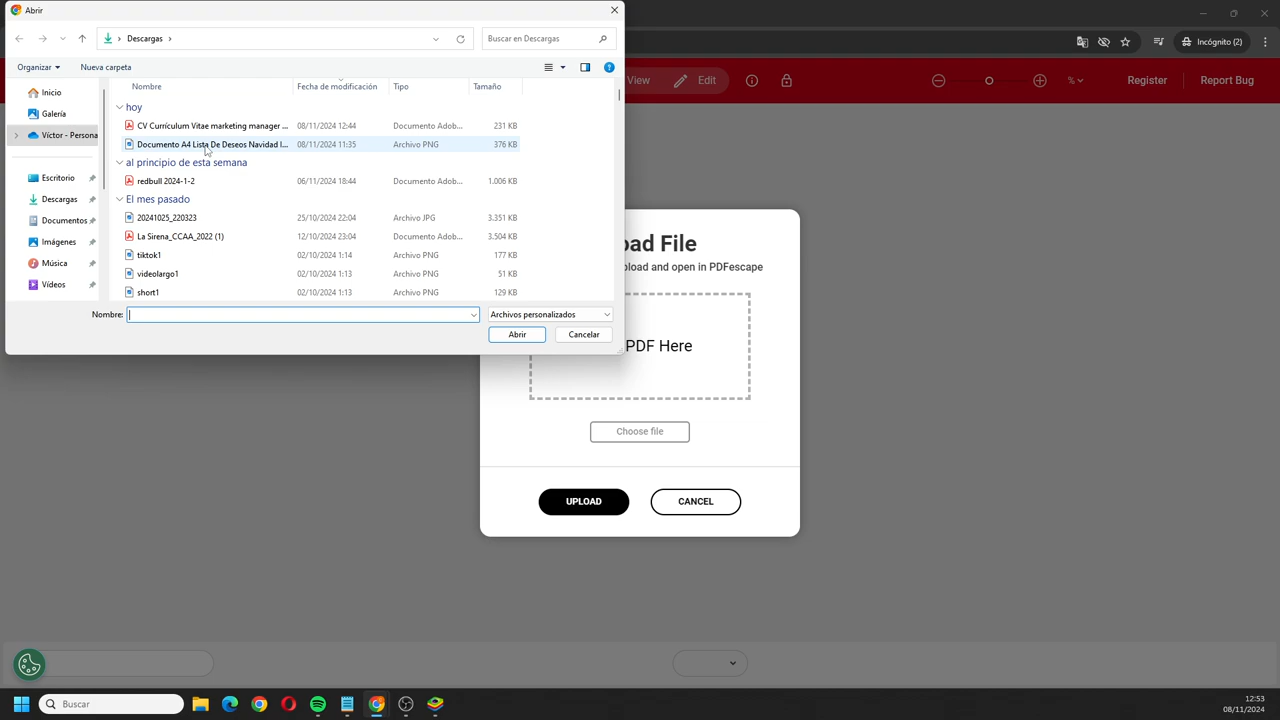 Abrir
Descargas
Buscar en Descargas
Incógnito (2)
Organizar
Nueva carpeta
View
Edit
%
Register
Report Bug
Nombre
Fecha de modificación
Tipo
Tamaño
Inicio
Galería
Víctor - Persona
Escritorio
Descargas
Documentos
Imágenes
Música
Vídeos
hoy
CV Currículum Vitae marketing manager ...
08/11/2024 12:44
Documento Adob...
231 KB
Documento A4 Lista De Deseos Navidad I...
08/11/2024 11:35
Archivo PNG
376 KB
al principio de esta semana
redbull 2024-1-2
06/11/2024 18:44
Documento Adob...
1.006 KB
El mes pasado
20241025_220323
25/10/2024 22:04
Archivo JPG
3.351 KB
La Sirena_CCAA_2022 (1)
12/10/2024 23:04
Documento Adob...
3.504 KB
tiktok1
02/10/2024 1:14
Archivo PNG
177 KB
videolargo1
02/10/2024 1:13
Archivo PNG
51 KB
short1
02/10/2024 1:13
Archivo PNG
129 KB
Nombre:
Archivos personalizados
Abrir
Cancelar
oad File
pload and open in PDFescape
PDF Here
Choose file
UPLOAD
CANCEL
Buscar
12:53
08/11/2024